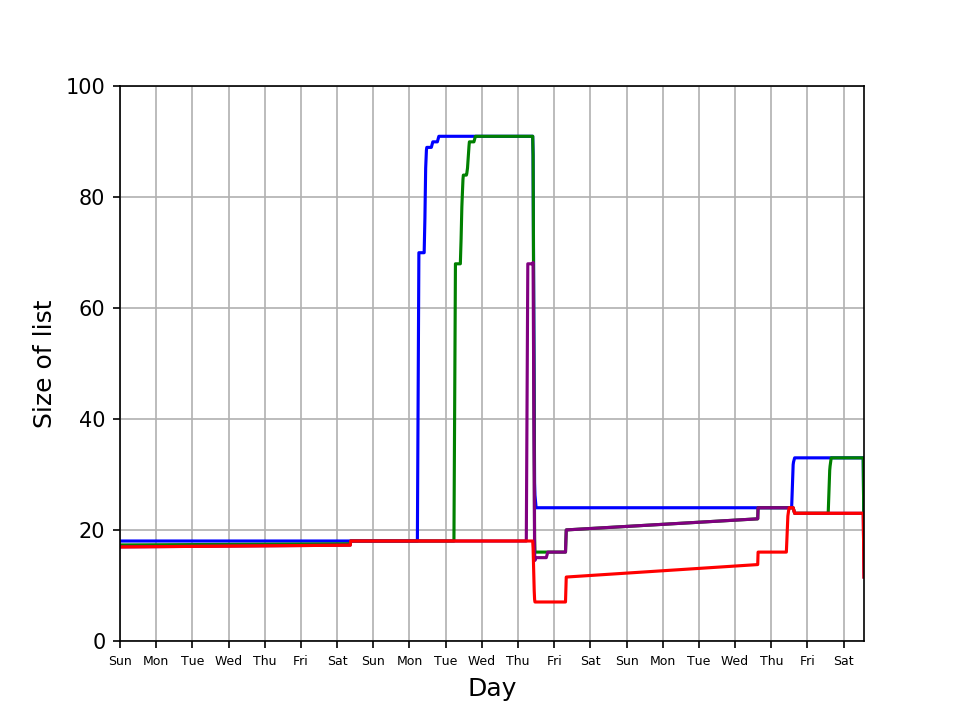 100
80
60
40
20
0
Size of list
Sun Mon Tue Wed Thu Fri Sat Sun Mon Tue Wed Thu Fri Sat Sun Mon Tue Wed Thu Fri Sat
Day